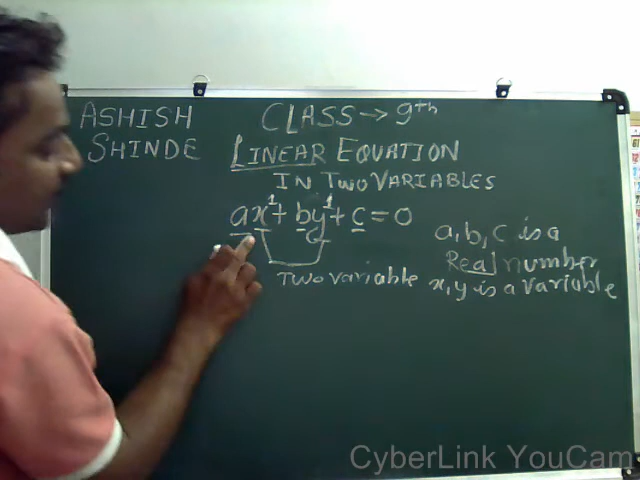 ASHISH
SHINDE
CLASS → 9th
LINEAR EQUATION
IN TWO VARIABLES
ax¹ + by¹ + c = 0
Two variable
a, b, c is a
Real number
x, y is a variable
CyberLink YouCam